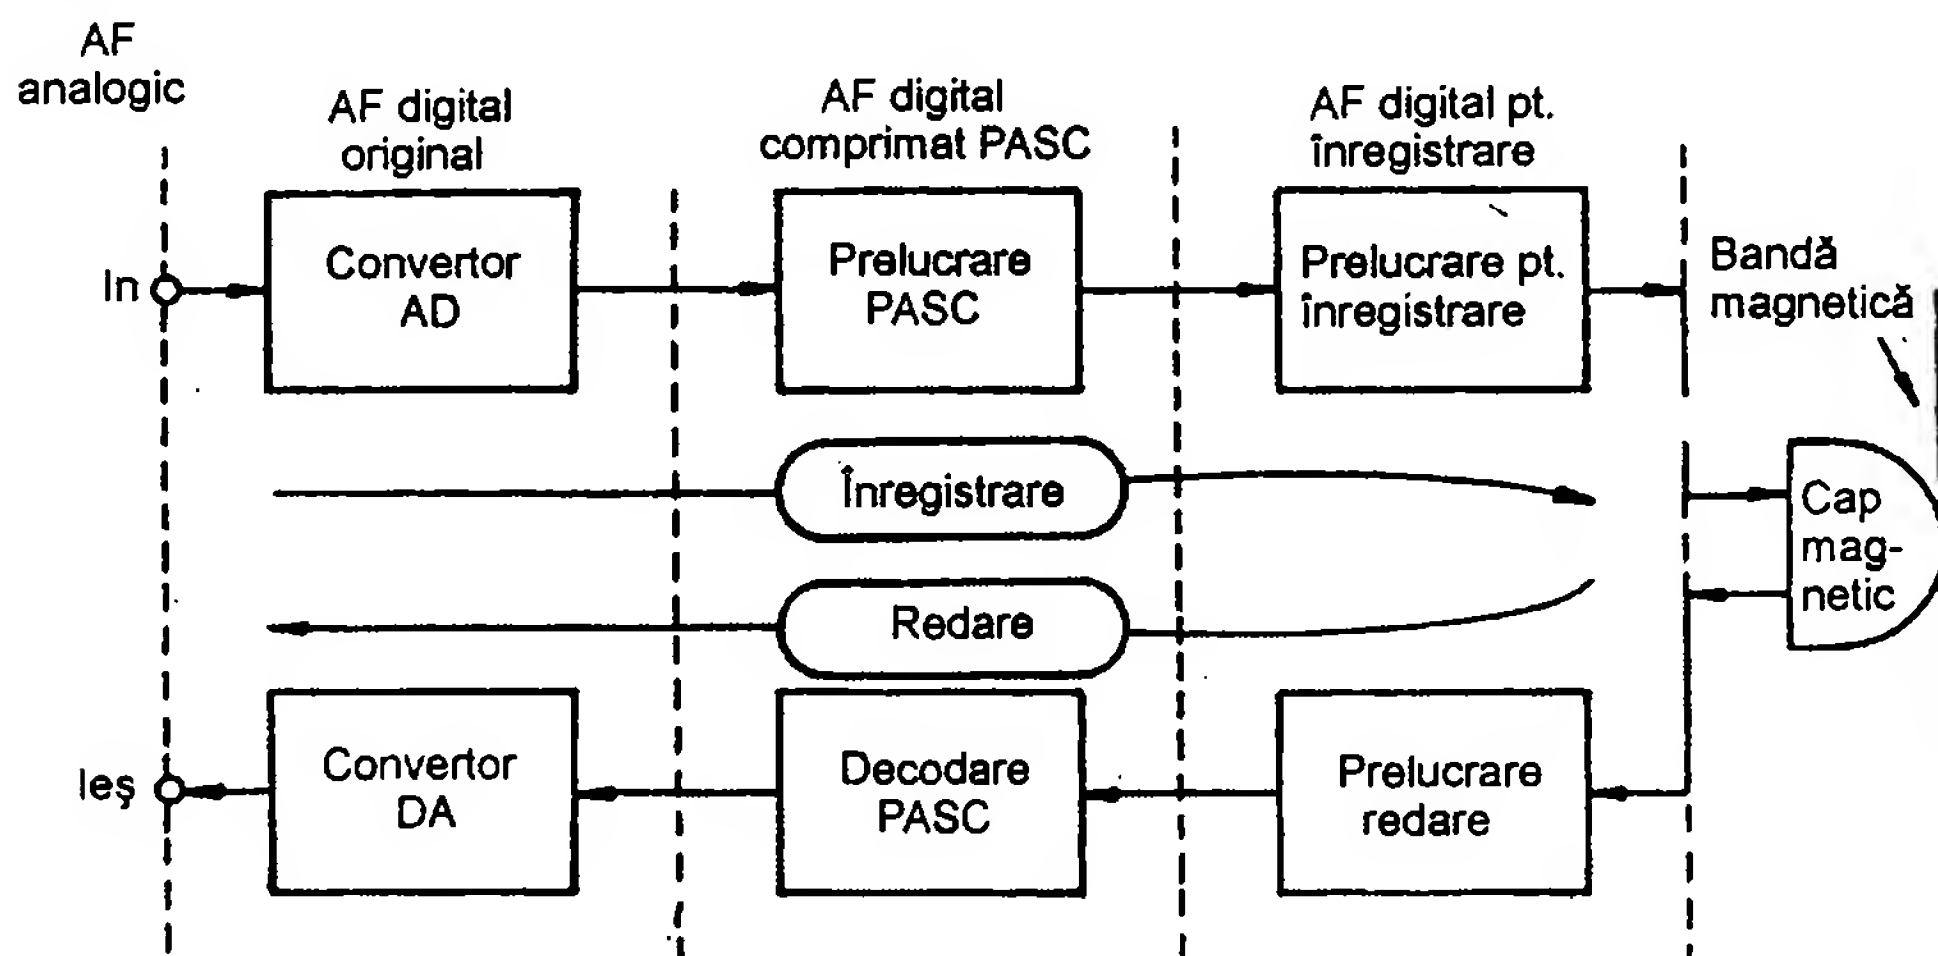 AF
analogic
AF digital
original
AF digital
comprimat PASC
AF digital pt.
înregistrare
In
Convertor
AD
Prelucrare
PASC
Prelucrare pt.
înregistrare
Bandă
magnetică
Înregistrare
Cap
mag-
netic
Redare
Ieş
Convertor
DA
Decodare
PASC
Prelucrare
redare